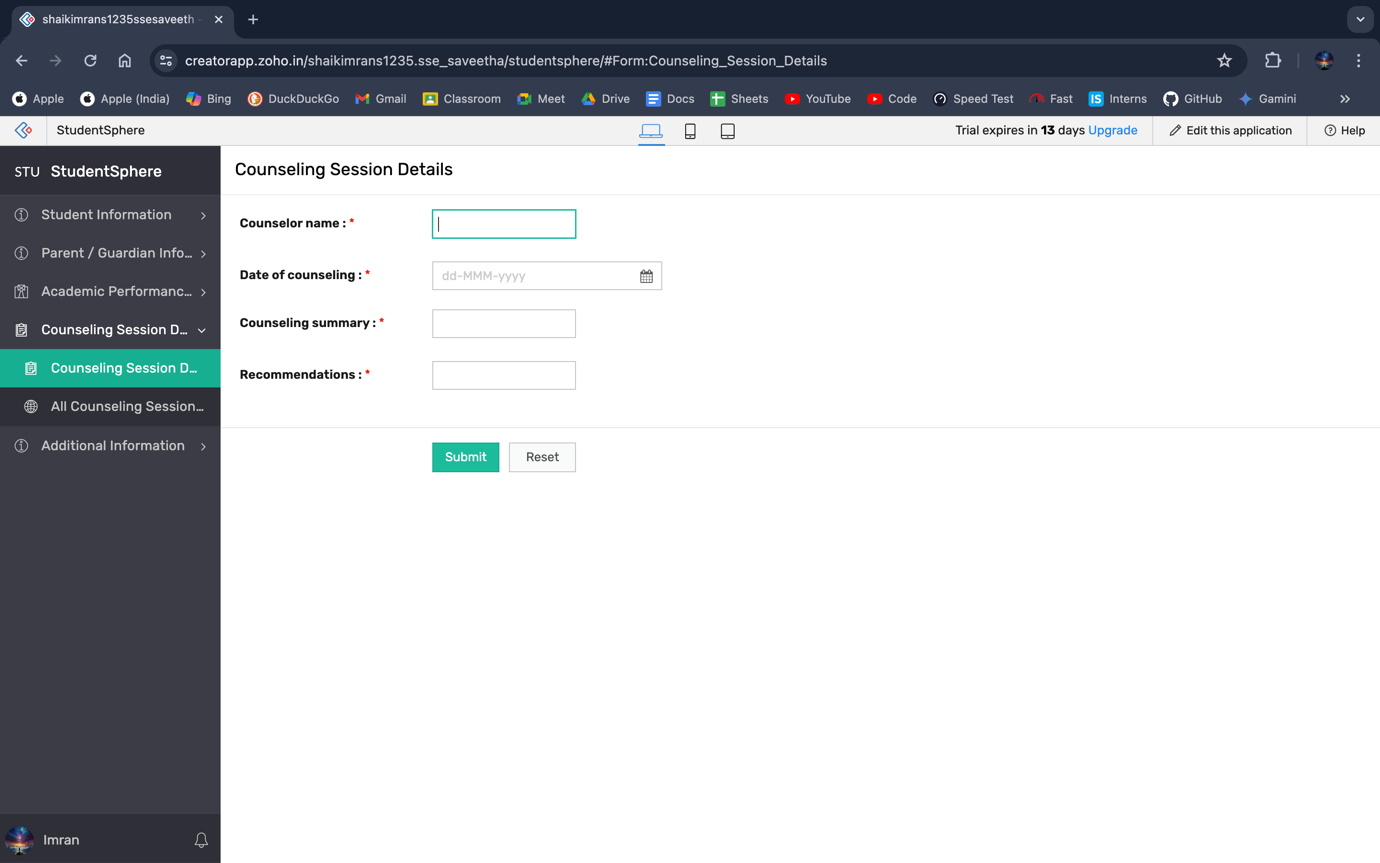 shaikimrans1235ssesaveeth
creatorapp.zoho.in/shaikimrans1235.sse_saveetha/studentsphere/#Form:Counseling_Session_Details
Apple Apple (India) Bing DuckDuckGo Gmail Classroom Meet Drive Docs Sheets YouTube Code Speed Test Fast IS Interns GitHub Gamini
StudentSphere Trial expires in 13 days Upgrade Edit this application Help
STU StudentSphere
Counseling Session Details
Student Information
Parent / Guardian Info...
Academic Performanc...
Counseling Session D...
Counseling Session D...
All Counseling Session...
Additional Information
Counselor name : *
Date of counseling : * dd-MMM-yyyy
Counseling summary : *
Recommendations : *
Submit Reset
Imran